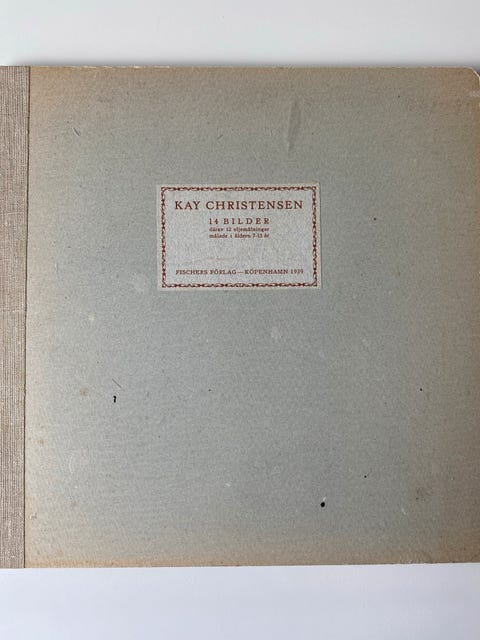 KAY CHRISTENSEN
14 BILDER
därav 12 oljemålningar
målade i åldern 7-13 år
FISCHERS FÖRLAG—KÖPENHAMN 1939